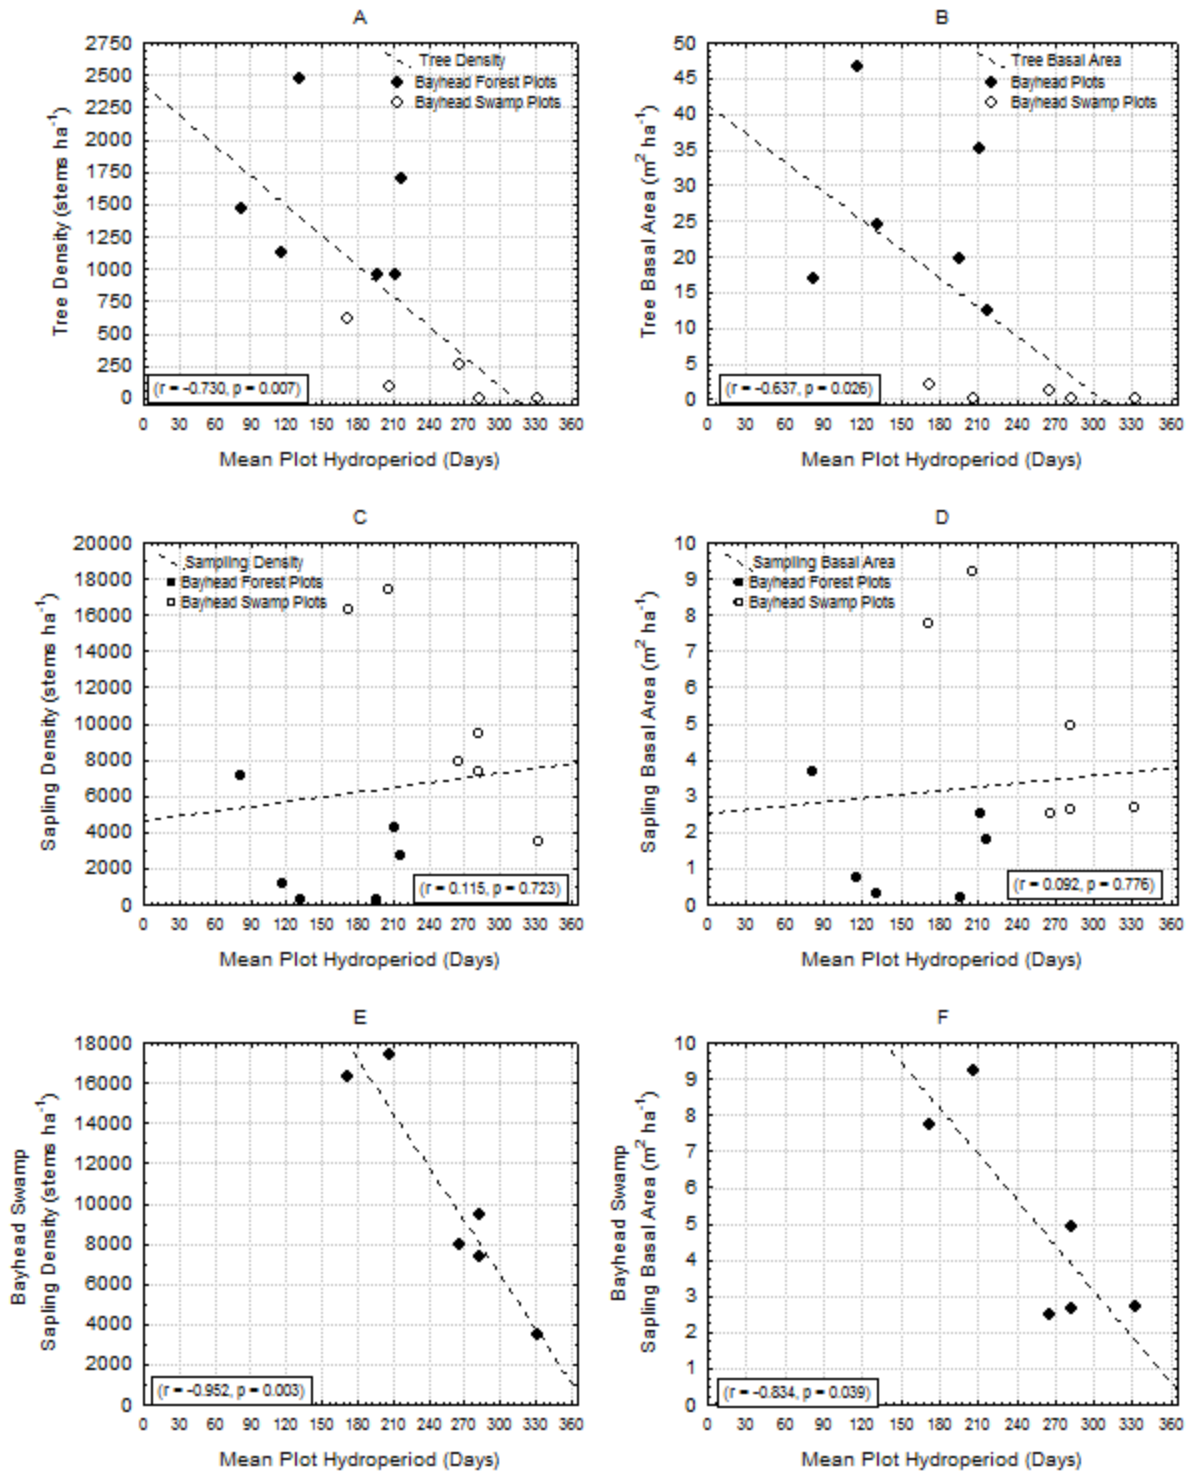 A
2750
2500
2250
2000
1750
1500
1250
1000
750
500
250
0
Tree Density (stems ha-1)
Tree Density
Bayhead Forest Plots
Bayhead Swamp Plots
(r = -0.730, p = 0.007)
0 30 60 90 120 150 180 210 240 270 300 330 360
Mean Plot Hydroperiod (Days)
B
50
45
40
35
30
25
20
15
10
5
0
Tree Basal Area (m2 ha-1)
Tree Basal Area
Bayhead Plots
Bayhead Swamp Plots
(r = -0.637, p = 0.026)
0 30 60 90 120 150 180 210 240 270 300 330 360
Mean Plot Hydroperiod (Days)
C
20000
18000
16000
14000
12000
10000
8000
6000
4000
2000
0
Sapling Density (stems ha-1)
Sampling Density
Bayhead Forest Plots
Bayhead Swamp Plots
(r = 0.115, p = 0.723)
0 30 60 90 120 150 180 210 240 270 300 330 360
Mean Plot Hydroperiod (Days)
D
10
9
8
7
6
5
4
3
2
1
0
Sapling Basal Area (m2 ha-1)
Sampling Basal Area
Bayhead Forest Plots
Bayhead Swamp Plots
(r = 0.092, p = 0.776)
0 30 60 90 120 150 180 210 240 270 300 330 360
Mean Plot Hydroperiod (Days)
E
18000
16000
14000
12000
10000
8000
6000
4000
2000
0
Bayhead Swamp
Sapling Density (stems ha-1)
(r = -0.952, p = 0.003)
0 30 60 90 120 150 180 210 240 270 300 330 360
Mean Plot Hydroperiod (Days)
F
10
9
8
7
6
5
4
3
2
1
0
Bayhead Swamp
Sapling Basal Area (m2 ha-1)
(r = -0.834, p = 0.039)
0 30 60 90 120 150 180 210 240 270 300 330 360
Mean Plot Hydroperiod (Days)